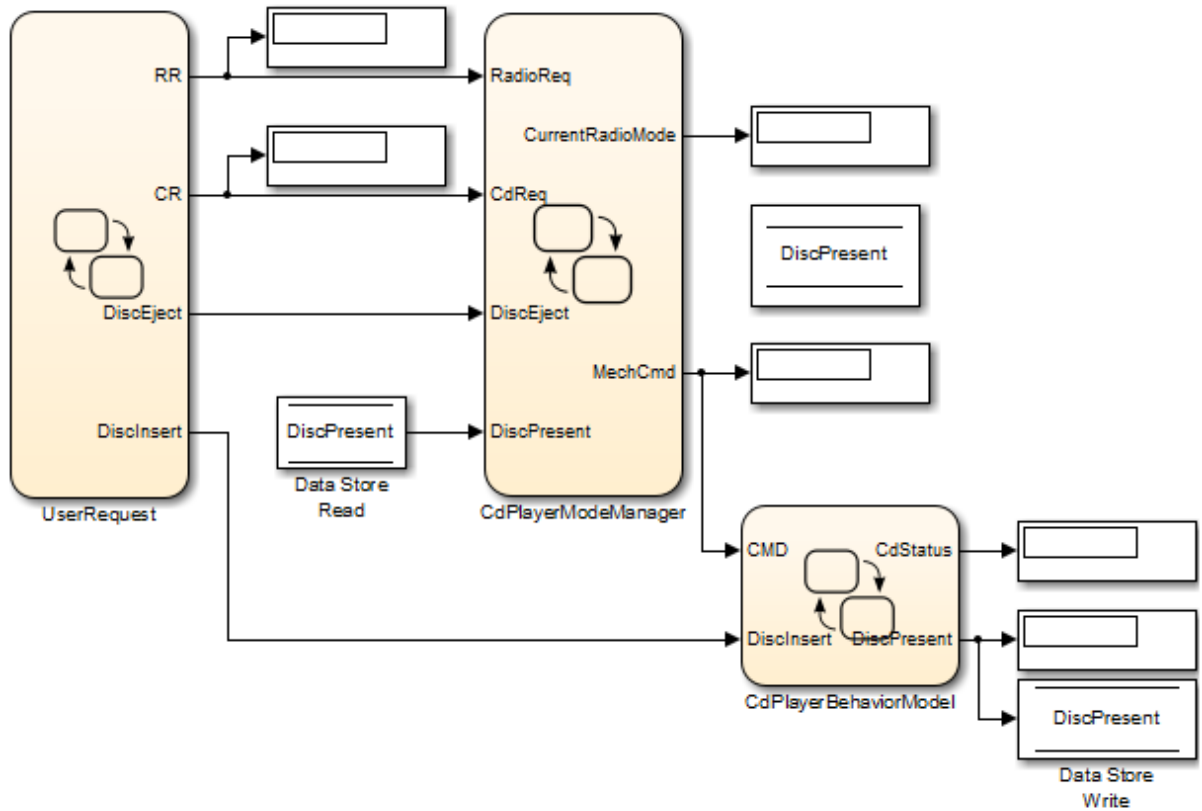 RR
RadioReq
CurrentRadioMode
CR
CdReq
DiscPresent
DiscEject
DiscEject
MechCmd
DiscInsert
DiscPresent
DiscPresent
Data Store
Read
UserRequest
CdPlayerModeManager
CMD
CdStatus
DiscInsert
DiscPresent
CdPlayerBehaviorModel
DiscPresent
Data Store
Write